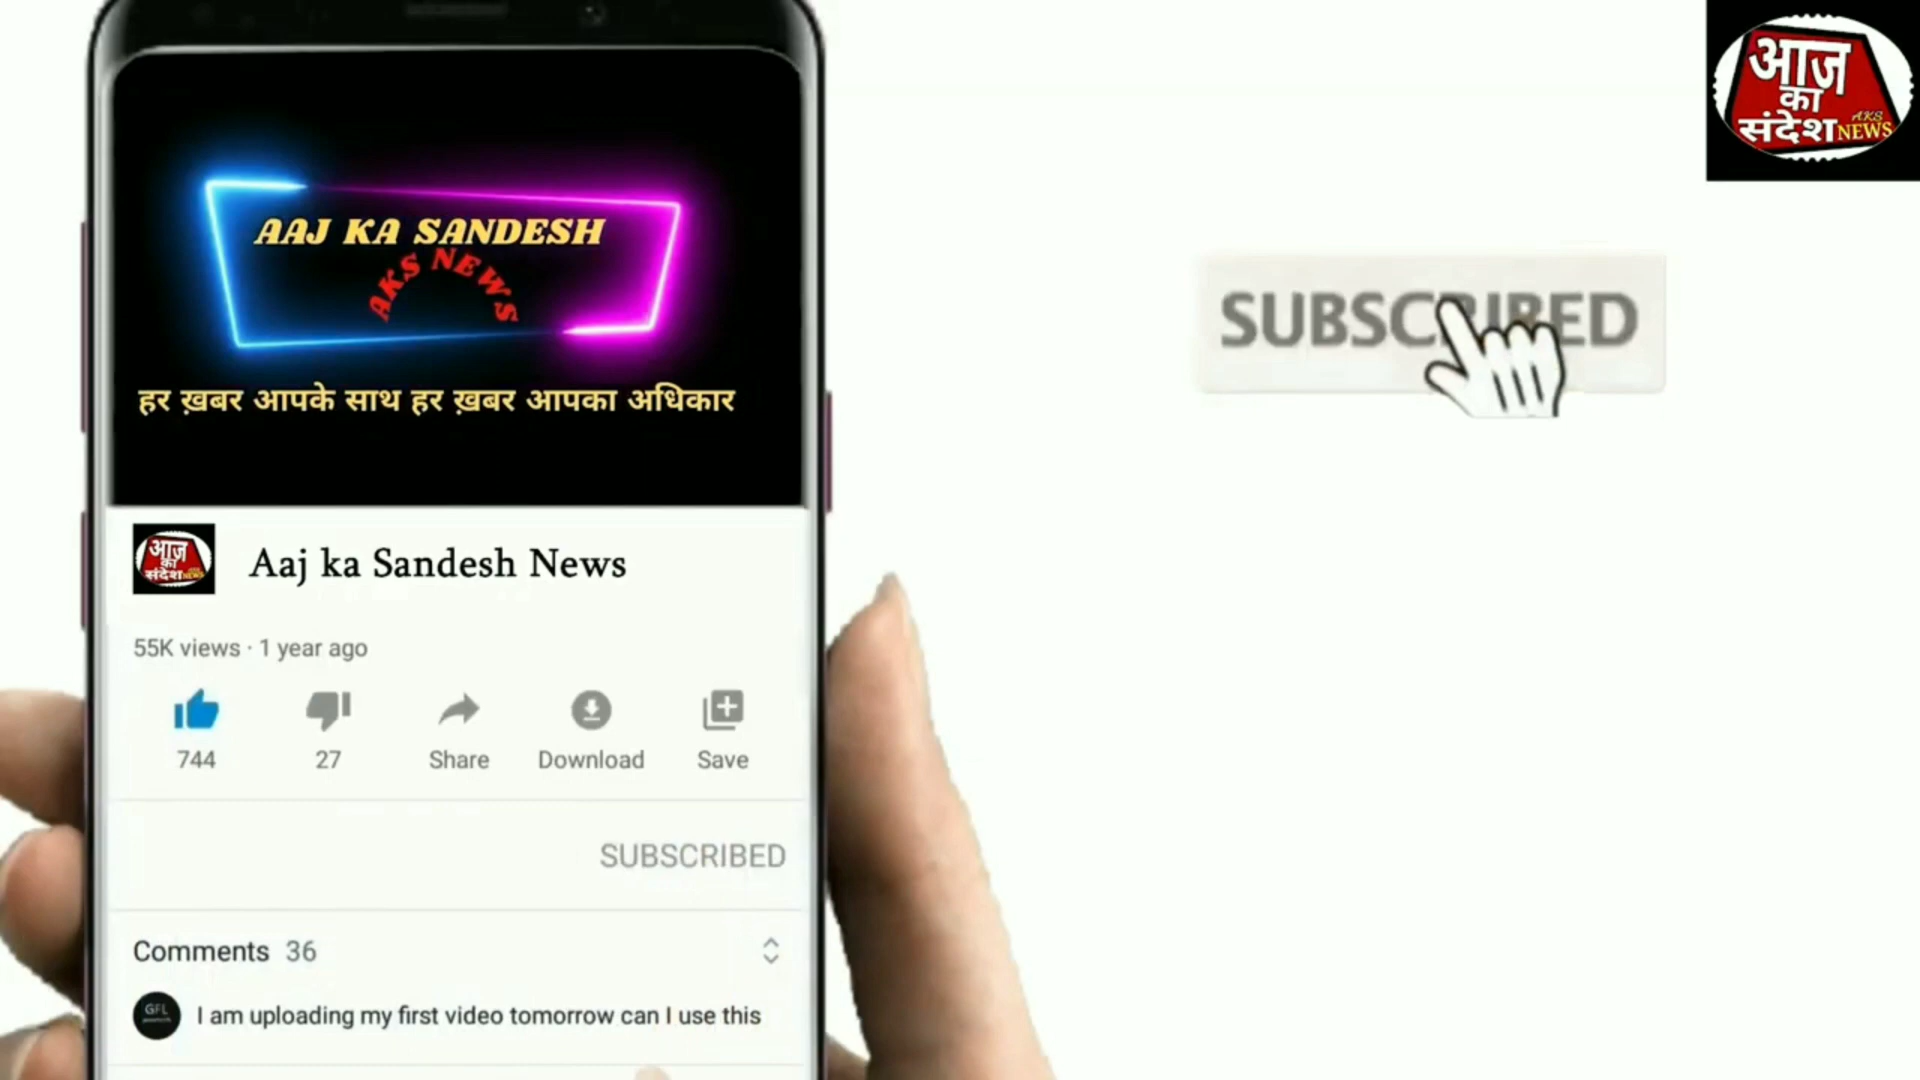 AAJ KA SANDESH
AKS NEWS
हर ख़बर आपके साथ हर ख़बर आपका अधिकार
आज़
का
संदेश
Aaj ka Sandesh News
55K views · 1 year ago
744
27
Share
Download
Save
SUBSCRIBED
Comments 36
GFL
I am uploading my first video tomorrow can I use this
SUBSCRIBED
आज़
का
संदेश AKS NEWS